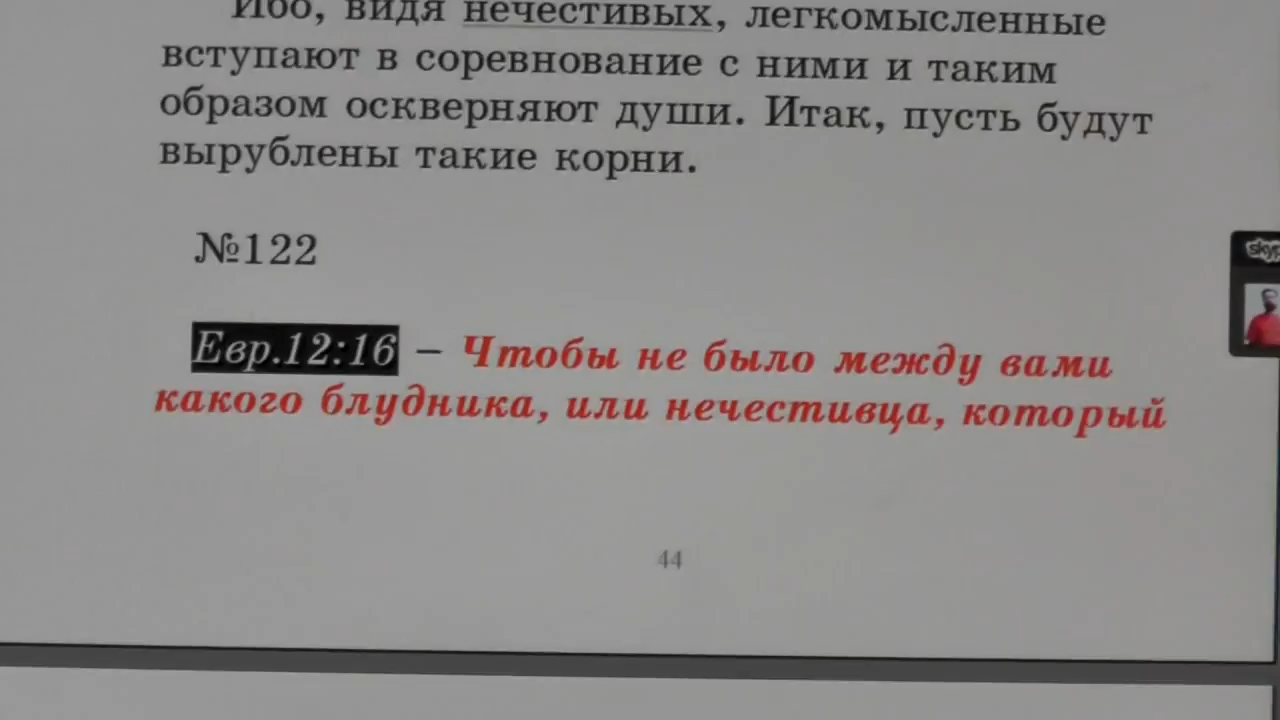 Ибо, видя нечестивых, легкомысленные
вступают в соревнование с ними и таким
образом оскверняют души. Итак, пусть будут
вырублены такие корни.
№122
Евр.12:16 – Чтобы не было между вами
какого блудника, или нечестивца, который
44